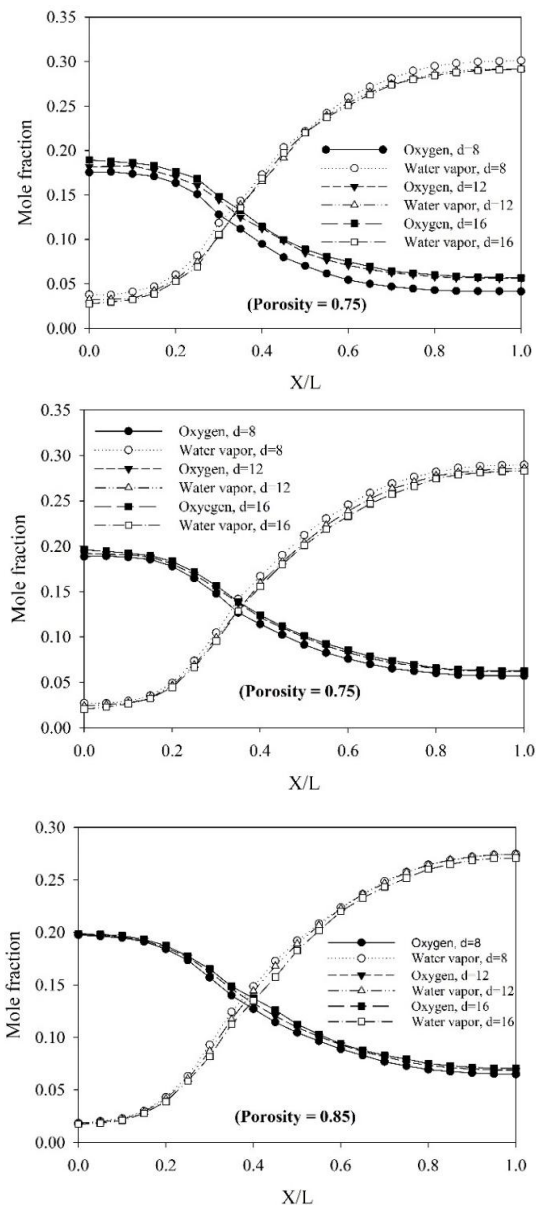 0.35
0.30
0.25
0.20
0.15
0.10
0.05
0.00
Mole fraction
Oxygen, d=8
Water vapor, d=8
Oxygen, d=12
Water vapor, d=12
Oxygen, d=16
Water vapor, d=16
(Porosity = 0.75)
0.0 0.2 0.4 0.6 0.8 1.0
X/L
0.35
0.30
0.25
0.20
0.15
0.10
0.05
0.00
Mole fraction
Oxygen, d=8
Water vapor, d=8
Oxygen, d=12
Water vapor, d=12
Oxyegen, d=16
Water vapor, d=16
(Porosity = 0.75)
0.0 0.2 0.4 0.6 0.8 1.0
X/L
0.30
0.25
0.20
0.15
0.10
0.05
0.00
Mole fraction
Oxygen, d=8
Water vapor, d=8
Oxygen, d=12
Water vapor, d=12
Oxygen, d=16
Water vapor, d=16
(Porosity = 0.85)
0.0 0.2 0.4 0.6 0.8 1.0
X/L